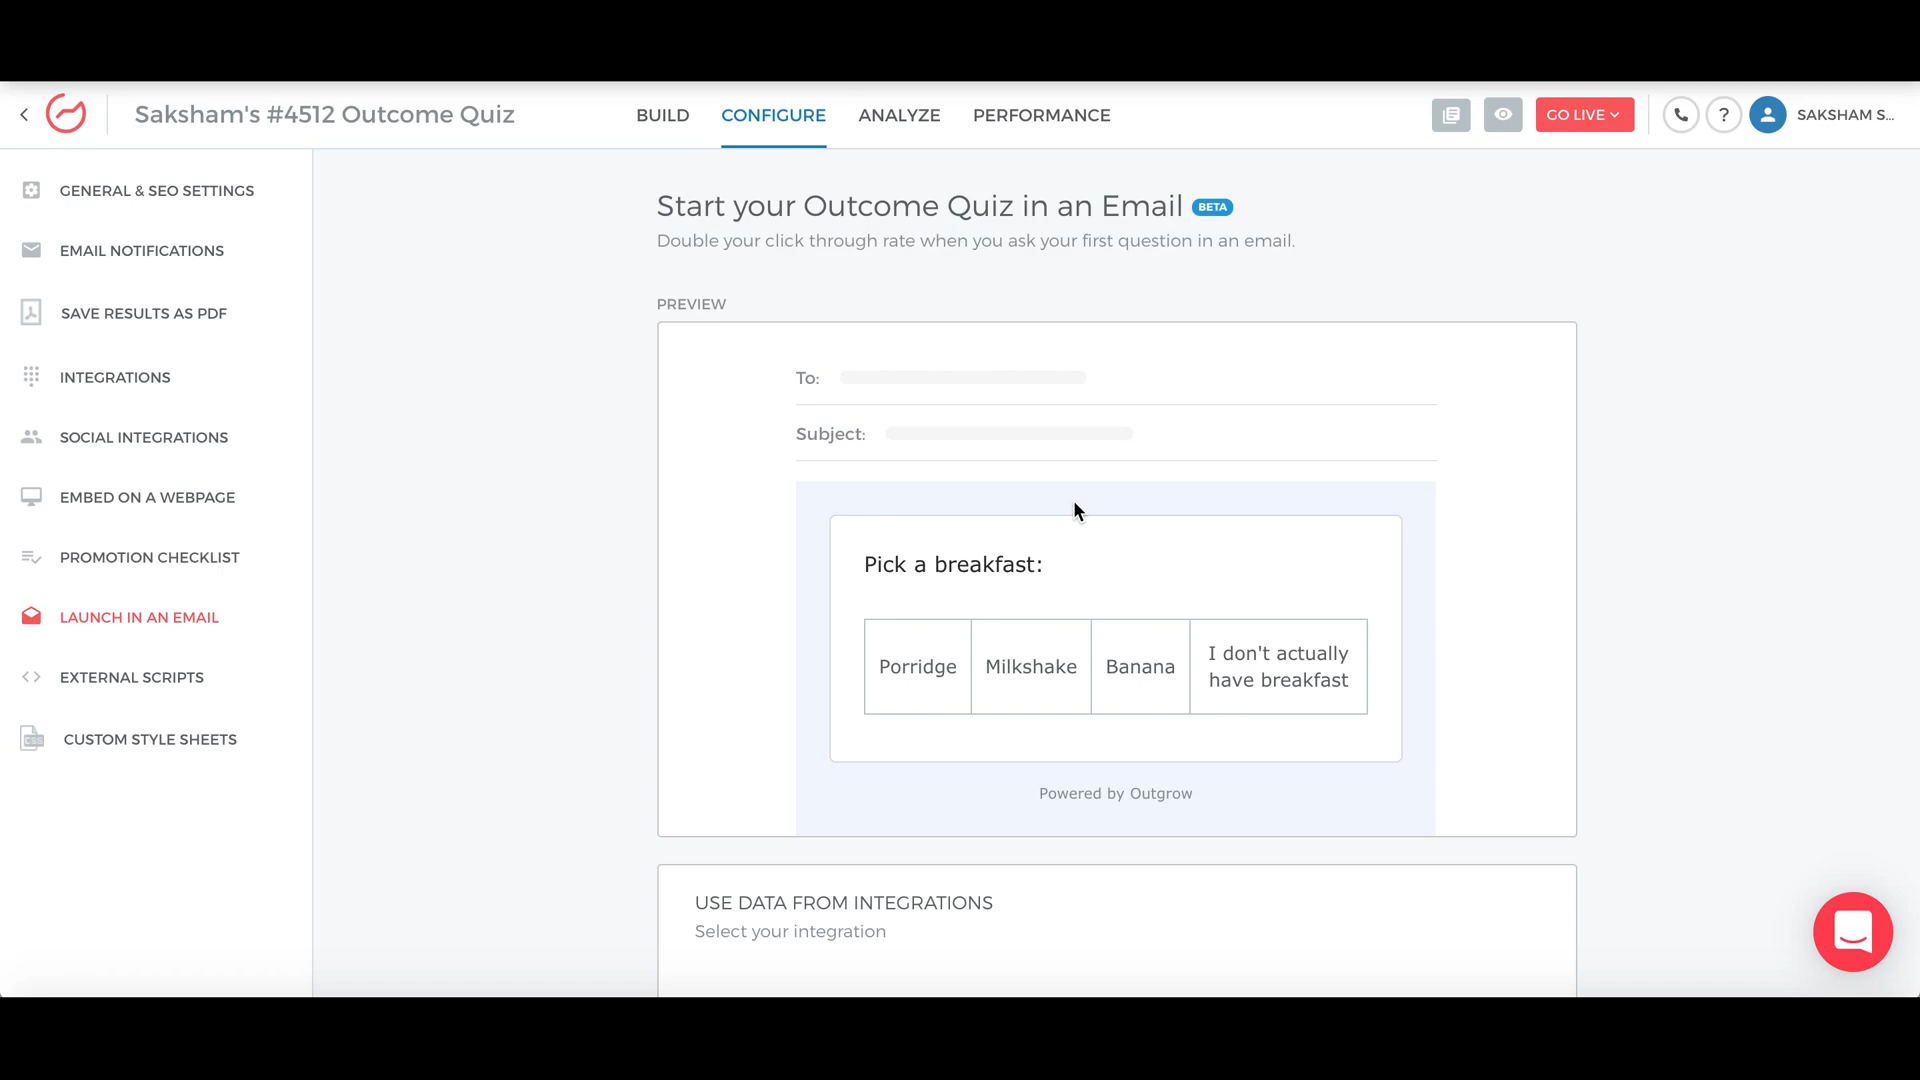 Saksham's #4512 Outcome Quiz
BUILD
CONFIGURE
ANALYZE
PERFORMANCE
GO LIVE
?
SAKSHAM S...
GENERAL & SEO SETTINGS
EMAIL NOTIFICATIONS
SAVE RESULTS AS PDF
INTEGRATIONS
SOCIAL INTEGRATIONS
EMBED ON A WEBPAGE
PROMOTION CHECKLIST
LAUNCH IN AN EMAIL
EXTERNAL SCRIPTS
CSS
CUSTOM STYLE SHEETS
Start your Outcome Quiz in an Email BETA
Double your click through rate when you ask your first question in an email.
PREVIEW
To:
Subject:
Pick a breakfast:
Porridge
Milkshake
Banana
I don't actually
have breakfast
Powered by Outgrow
USE DATA FROM INTEGRATIONS
Select your integration